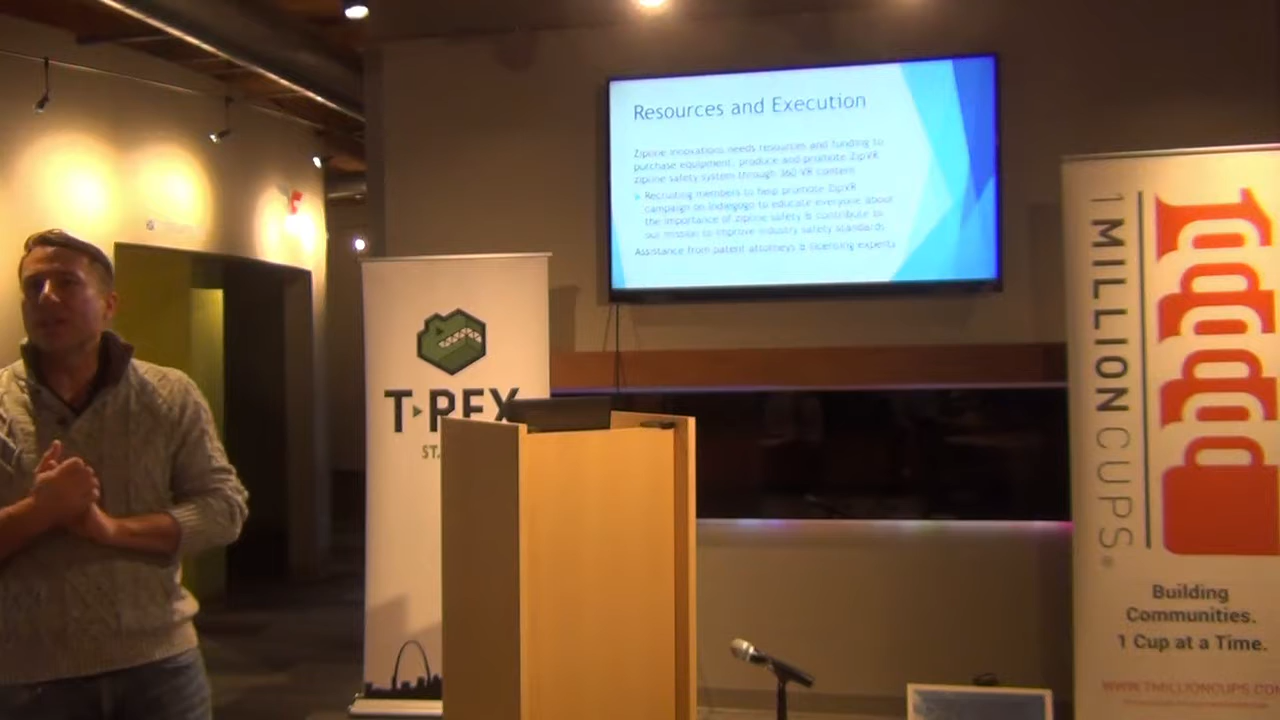 Resources and Execution
Zipline Innovations needs resources and funding to
purchase equipment, produce and promote ZipVR
zipline safety system through 360 VR content
Recruiting members to help promote ZipVR
campaign on Indiegogo to educate everyone about
the importance of zipline safety & contribute to
our mission to improve industry safety standards
Assistance from patent attorneys & licensing experts
T REX
ST.
1MILLIONCUPS®
Building
Communities.
1 Cup at a Time.
WWW.1MILLIONCUPS.COM